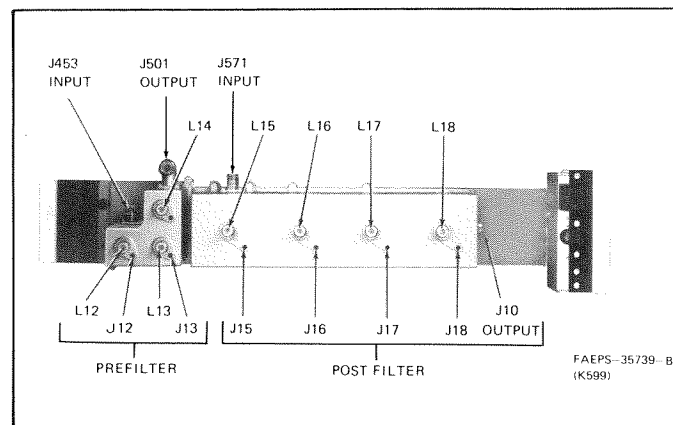 J453
INPUT
J501
OUTPUT
J571
INPUT
L14
L15
L16
L17
L18
L12
J12
L13
J13
J15
J16
J17
J18
J10
OUTPUT
PREFILTER
POST FILTER
FAEPS-35739-B
(K599)